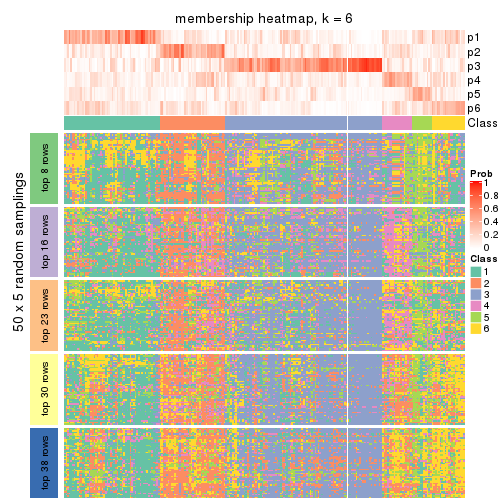 membership heatmap, k = 6
p1
p2
p3
p4
p5
p6
Class
50 x 5 random samplings
top 8 rows
top 16 rows
top 23 rows
top 30 rows
top 38 rows
Prob
1
0.8
0.6
0.4
0.2
0
Class
1
2
3
4
5
6